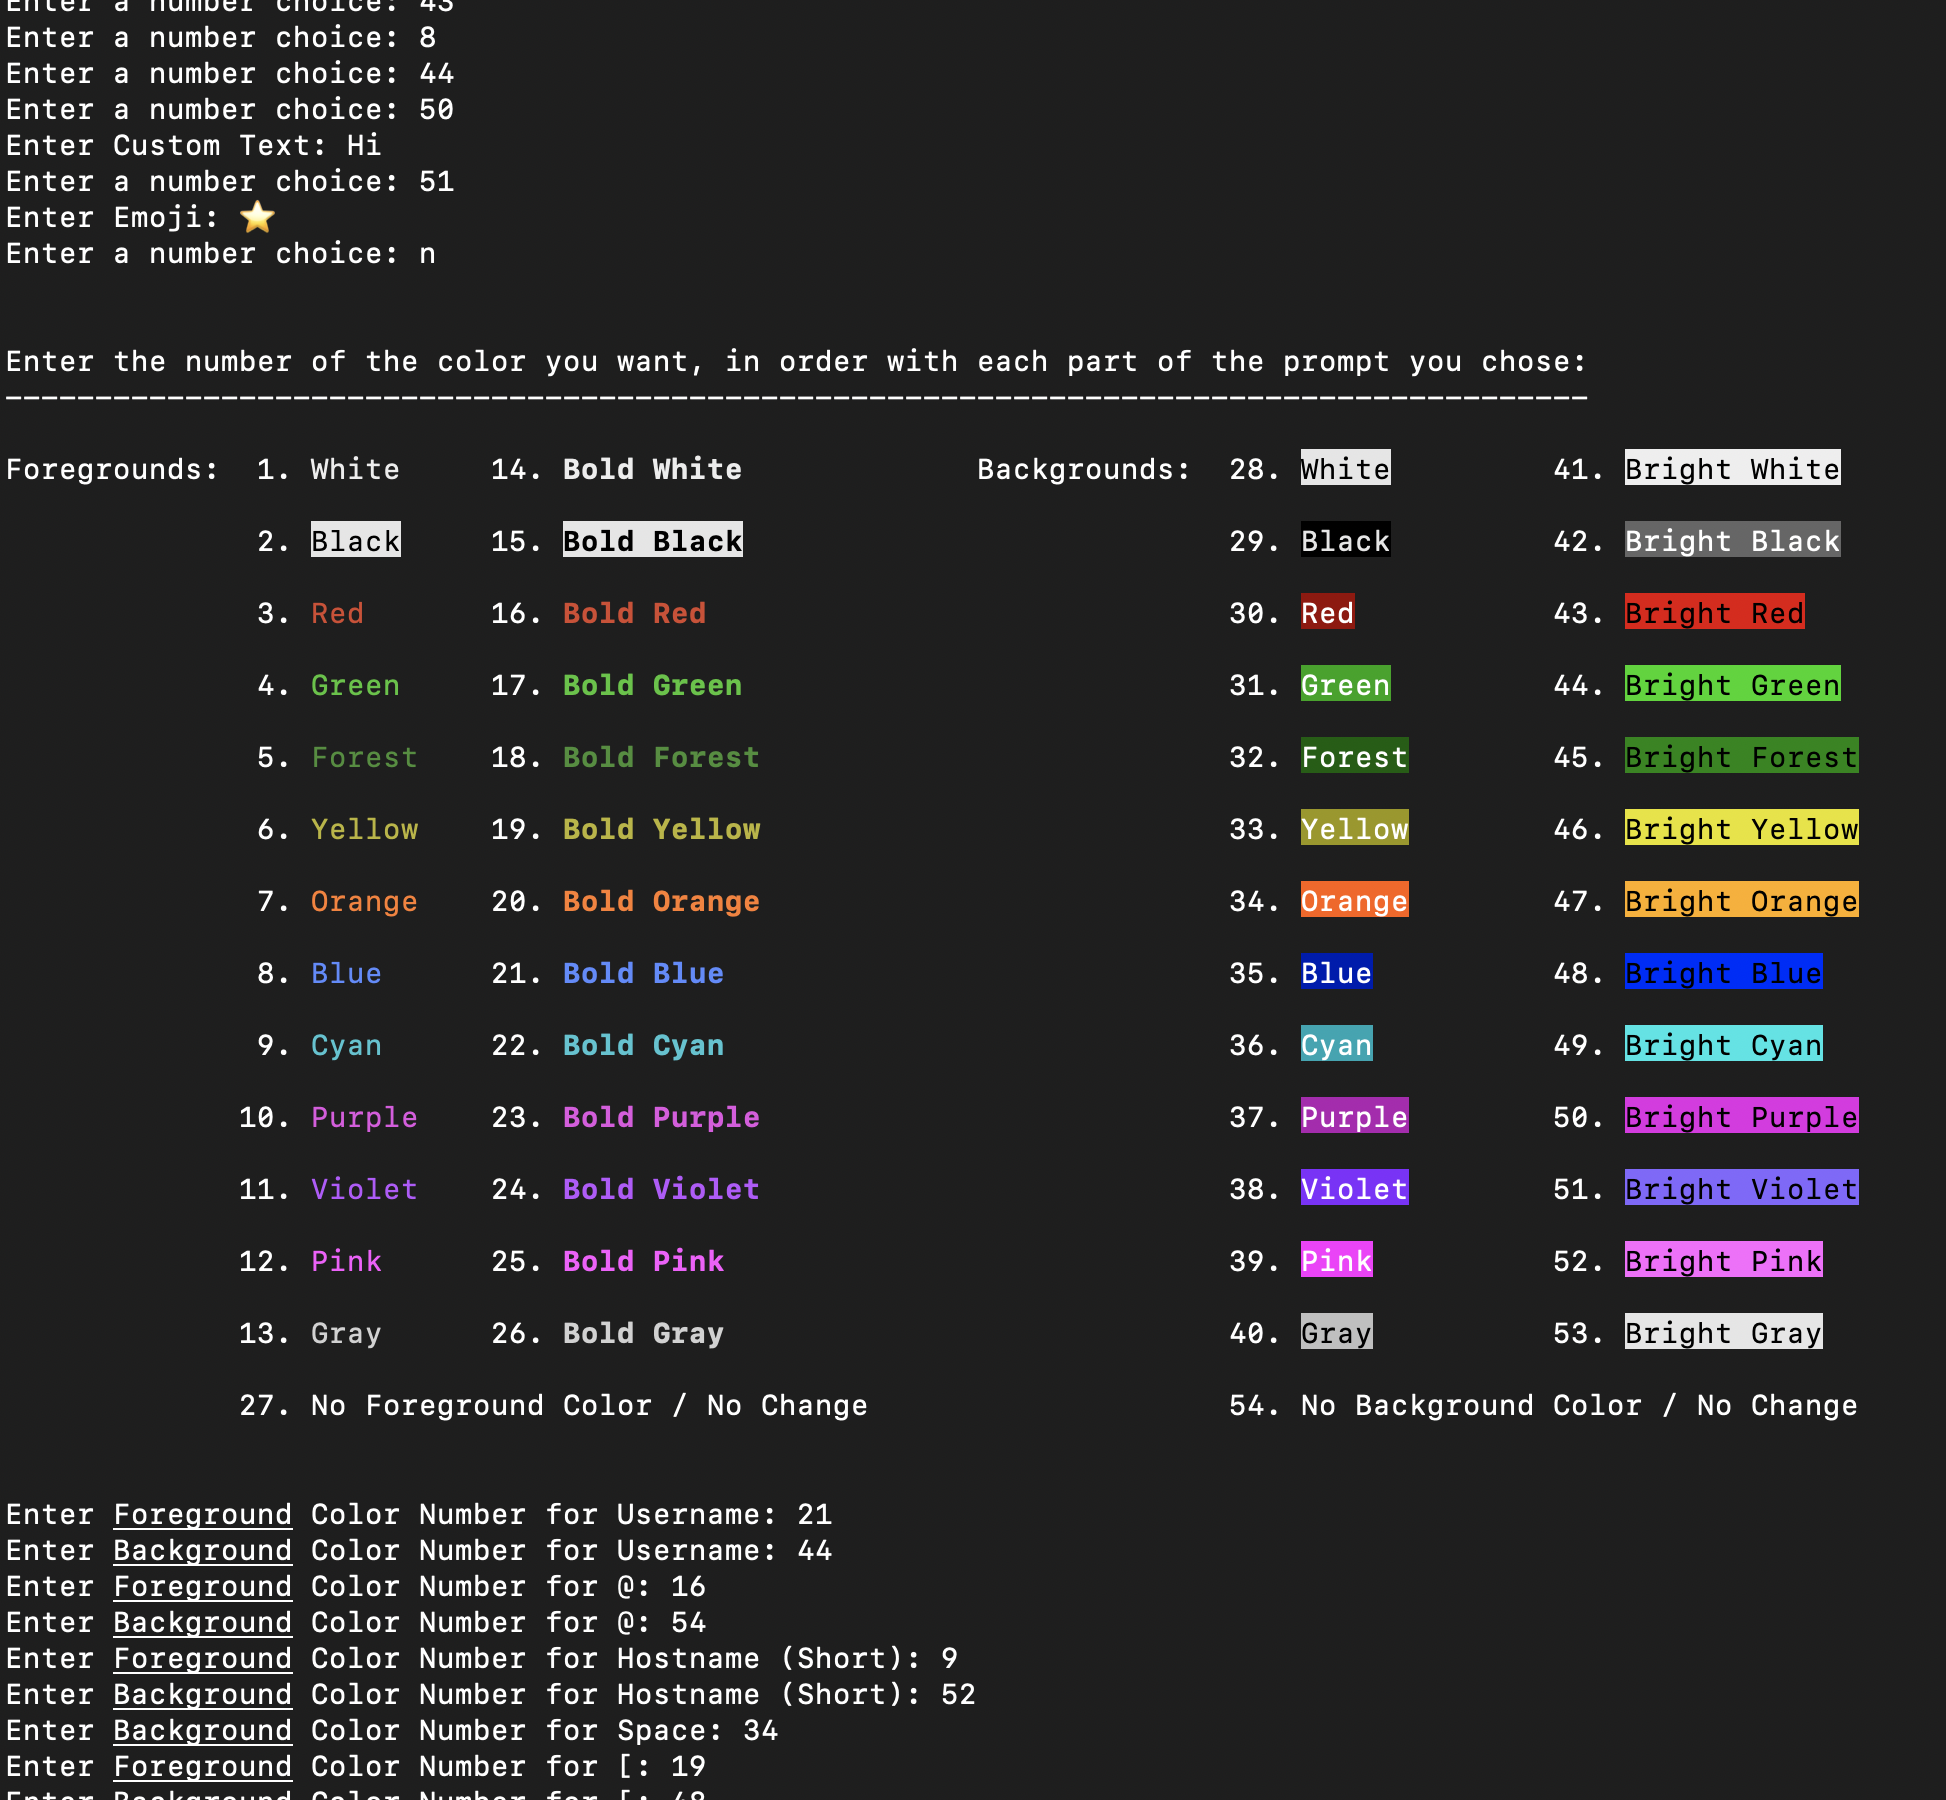 Enter a number choice: 43
Enter a number choice: 8
Enter a number choice: 44
Enter a number choice: 50
Enter Custom Text: Hi
Enter a number choice: 51
Enter Emoji: ⭐
Enter a number choice: n
Enter the number of the color you want, in order with each part of the prompt you chose:
----------------------------------------------------------------------------------------
Foregrounds: 1. White 14. Bold White Backgrounds: 28. White 41. Bright White
2. Black 15. Bold Black 29. Black 42. Bright Black
3. Red 16. Bold Red 30. Red 43. Bright Red
4. Green 17. Bold Green 31. Green 44. Bright Green
5. Forest 18. Bold Forest 32. Forest 45. Bright Forest
6. Yellow 19. Bold Yellow 33. Yellow 46. Bright Yellow
7. Orange 20. Bold Orange 34. Orange 47. Bright Orange
8. Blue 21. Bold Blue 35. Blue 48. Bright Blue
9. Cyan 22. Bold Cyan 36. Cyan 49. Bright Cyan
10. Purple 23. Bold Purple 37. Purple 50. Bright Purple
11. Violet 24. Bold Violet 38. Violet 51. Bright Violet
12. Pink 25. Bold Pink 39. Pink 52. Bright Pink
13. Gray 26. Bold Gray 40. Gray 53. Bright Gray
27. No Foreground Color / No Change 54. No Background Color / No Change
Enter Foreground Color Number for Username: 21
Enter Background Color Number for Username: 44
Enter Foreground Color Number for @: 16
Enter Background Color Number for @: 54
Enter Foreground Color Number for Hostname (Short): 9
Enter Background Color Number for Hostname (Short): 52
Enter Background Color Number for Space: 34
Enter Foreground Color Number for [: 19
Enter Background Color Number for [: 48